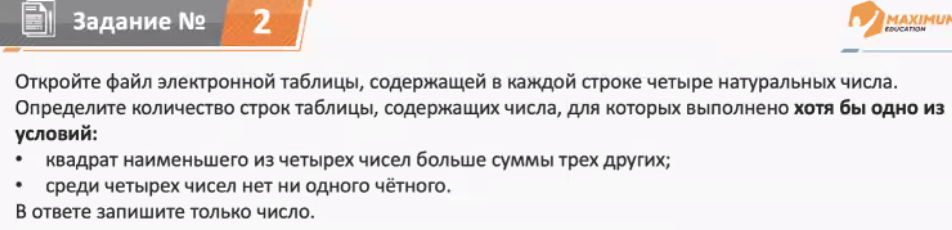 Задание № 2
MAXIMUM
EDUCATION
Откройте файл электронной таблицы, содержащей в каждой строке четыре натуральных числа.
Определите количество строк таблицы, содержащих числа, для которых выполнено хотя бы одно из
условий:
• квадрат наименьшего из четырех чисел больше суммы трех других;
• среди четырех чисел нет ни одного чётного.
В ответе запишите только число.